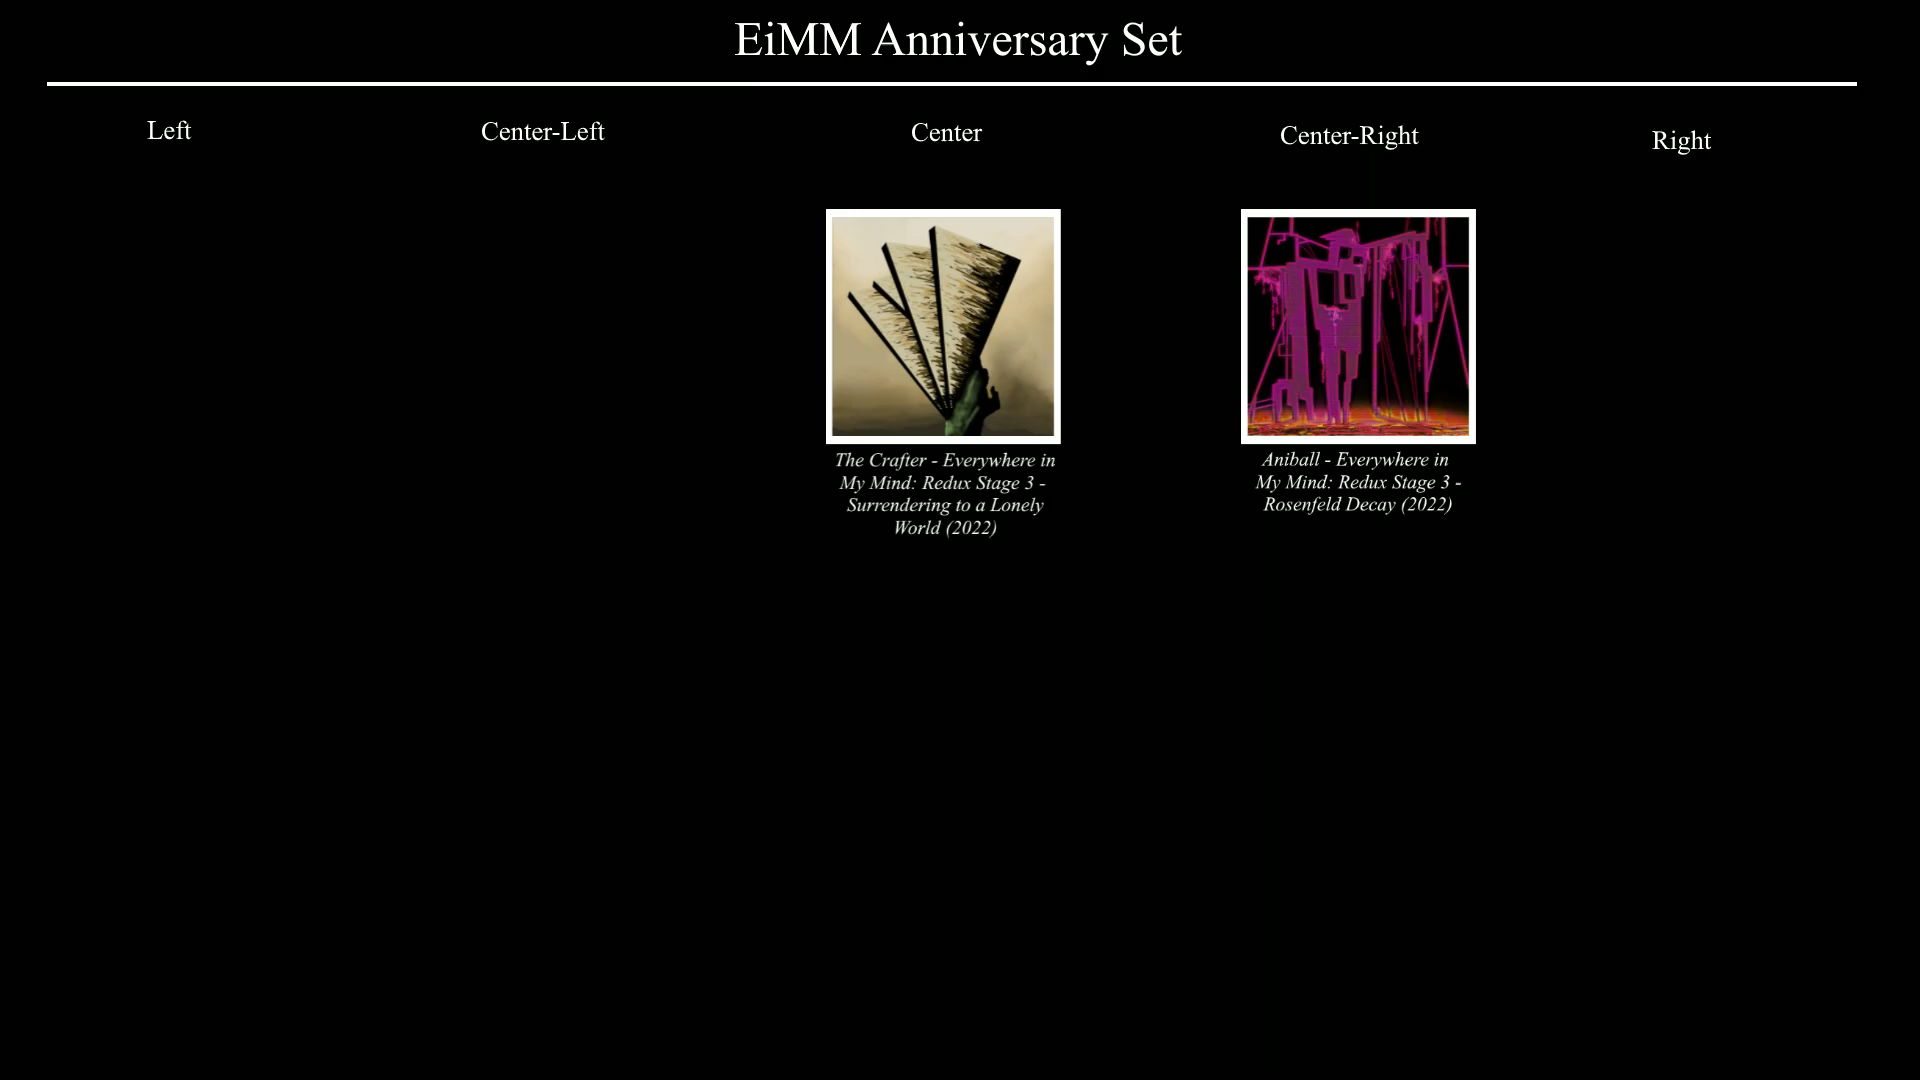 EiMM Anniversary Set
Left
Center-Left
Center
Center-Right
Right
The Crafter - Everywhere in
My Mind: Redux Stage 3 -
Surrendering to a Lonely
World (2022)
Aniball - Everywhere in
My Mind: Redux Stage 3 -
Rosenfeld Decay (2022)